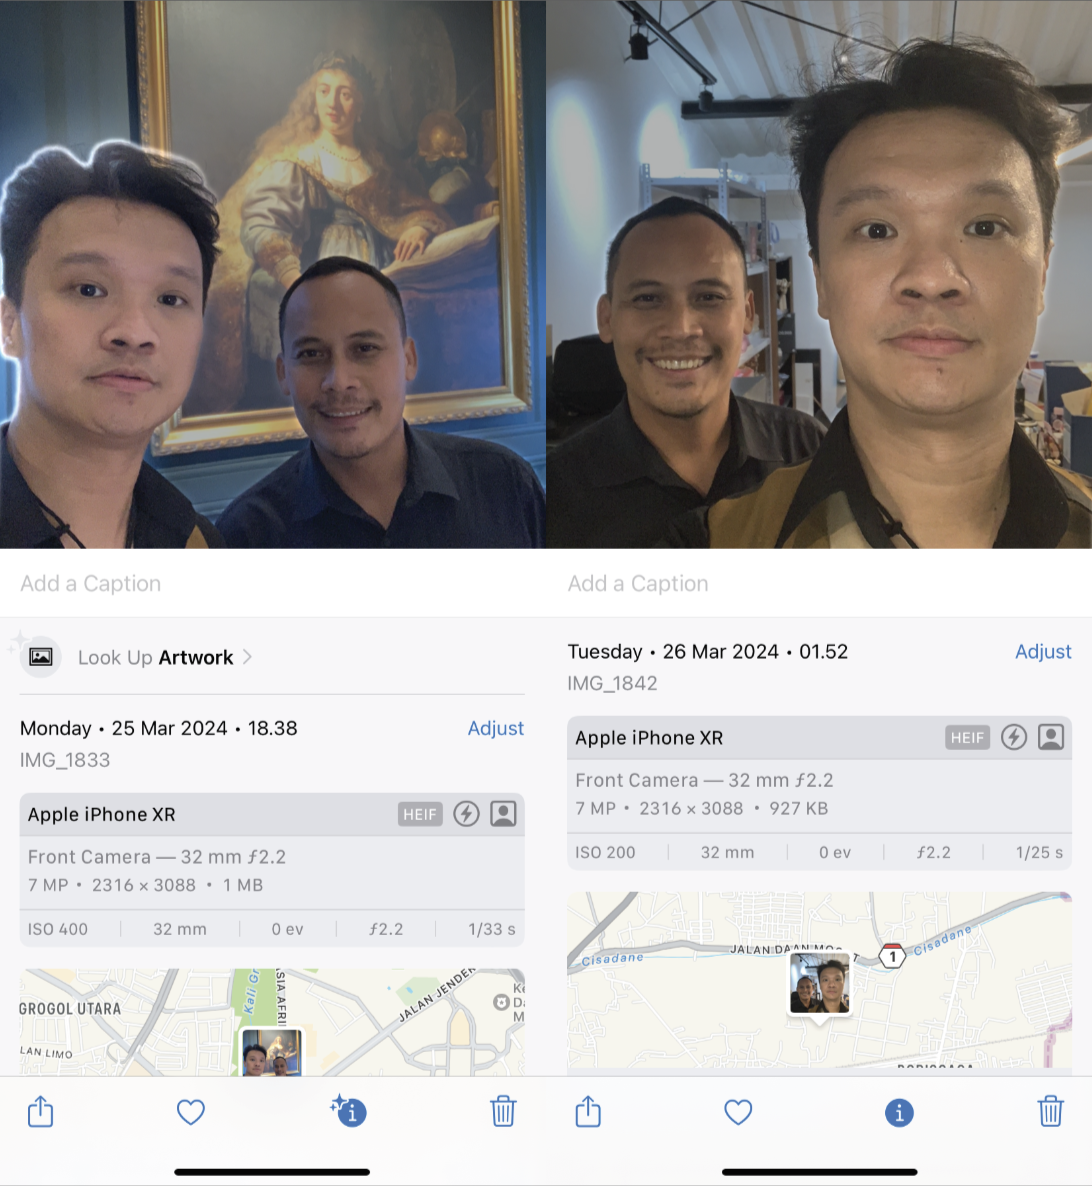 Add a Caption
Look Up Artwork
Monday • 25 Mar 2024 • 18.38
Adjust
IMG_1833
Apple iPhone XR
HEIF
Front Camera — 32 mm ƒ2.2
7 MP • 2316 × 3088 • 1 MB
ISO 400
32 mm
0 ev
ƒ2.2
1/33 s
GROGOL UTARA
Kali Gr
SIA AFRI
JALAN JENDER
LAN LIMO
Add a Caption
Tuesday • 26 Mar 2024 • 01.52
Adjust
IMG_1842
Apple iPhone XR
HEIF
Front Camera — 32 mm ƒ2.2
7 MP • 2316 × 3088 • 927 KB
ISO 200
32 mm
0 ev
ƒ2.2
1/25 s
Cisadane
JALAN DAAN
1
Cisadane